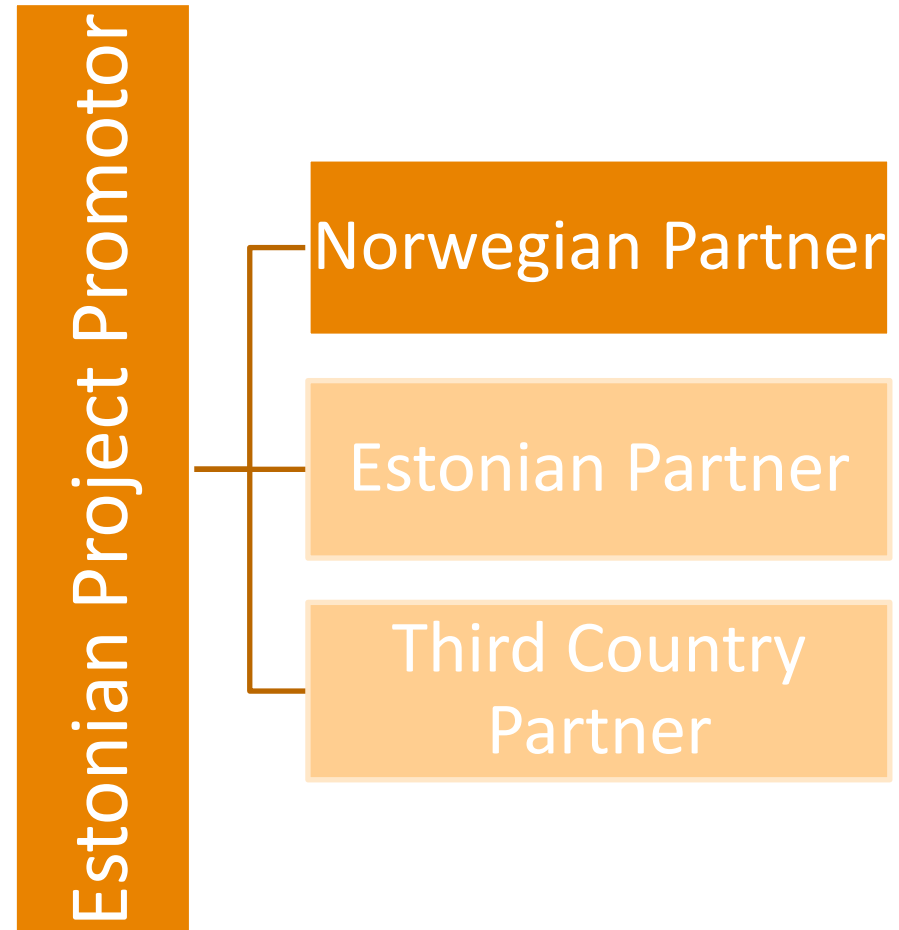 Estonian Project Promotor
Norwegian Partner
Estonian Partner
Third Country
Partner